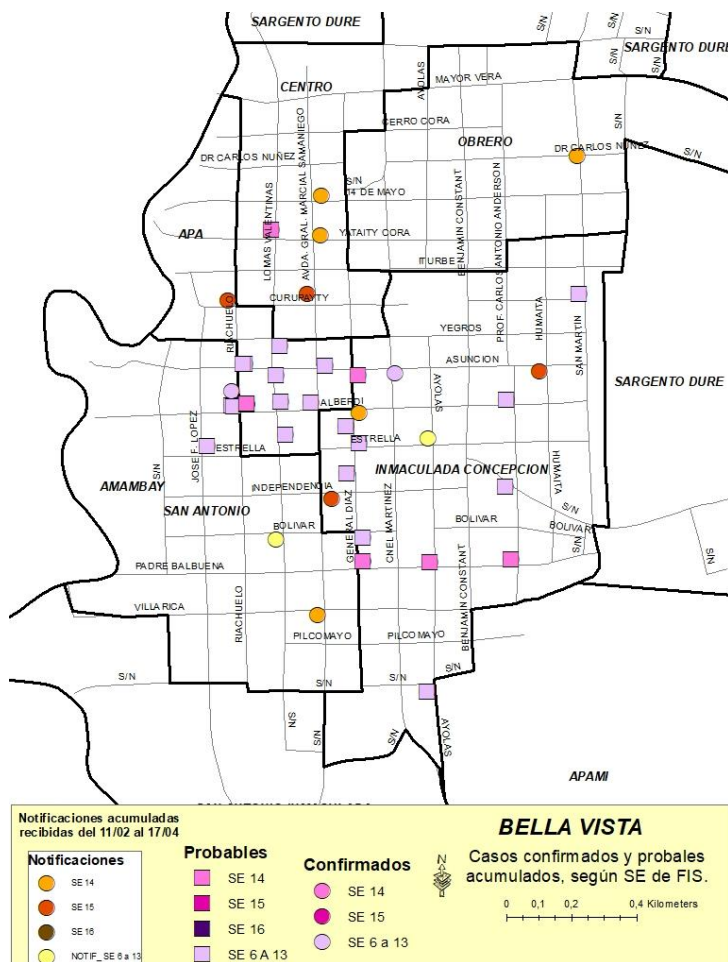 SARGENTO DURE
S/N
S/N
SARGENTO DURE
S/N
S/N
CENTRO
AYOLAS
MAYOR VERA
S/N
CERRO CORA
S/N
OBRERO
DR CARLOS NUÑEZ
DR CARLOS NUÑEZ
AVDA. GRAL. MARCIAL SAMANIEGO
S/N
14 DE MAYO
LOMAS VALENTINAS
BENJAMIN CONSTANT
PROF. CARLOS ANTONIO ANDERSON
APA
YATAITY CORA
ITURBE
CURUPAYTY
RIACHUELO
YEGROS
HUMAITA
SAN MARTIN
ASUNCION
SARGENTO DURE
AYOLAS
ALBERDI
JOSE F. LOPEZ
ESTRELLA
ESTRELLA
S/N
INMACULADA CONCEPCION
HUMAITA
AMAMBAY
INDEPENDENCIA
SAN ANTONIO
S/N
GENERAL DIAZ
CNEL MARTINEZ
BOLIVAR
BOLIVAR
BOLIVAR
S/N
S/N
PADRE BALBUENA
BENJAMIN CONSTANT
VILLARICA
RIACHUELO
PILCOMAYO
PILCOMAYO
S/N
S/N
S/N
S/N
S/N
S/N
AYOLAS
APAMI
Notificaciones acumuladas
recibidas del 11/02 al 17/04
Notificaciones
SE 14
SE 15
SE 16
NOTIF_ SE 6 a 13
Probables
SE 14
SE 15
SE 16
SE 6 A 13
Confirmados
SE 14
SE 15
SE 6 a 13
BELLA VISTA
Casos confirmados y probales
acumulados, según SE de FIS.
N
0 0,1 0,2 0,4 Kilometers